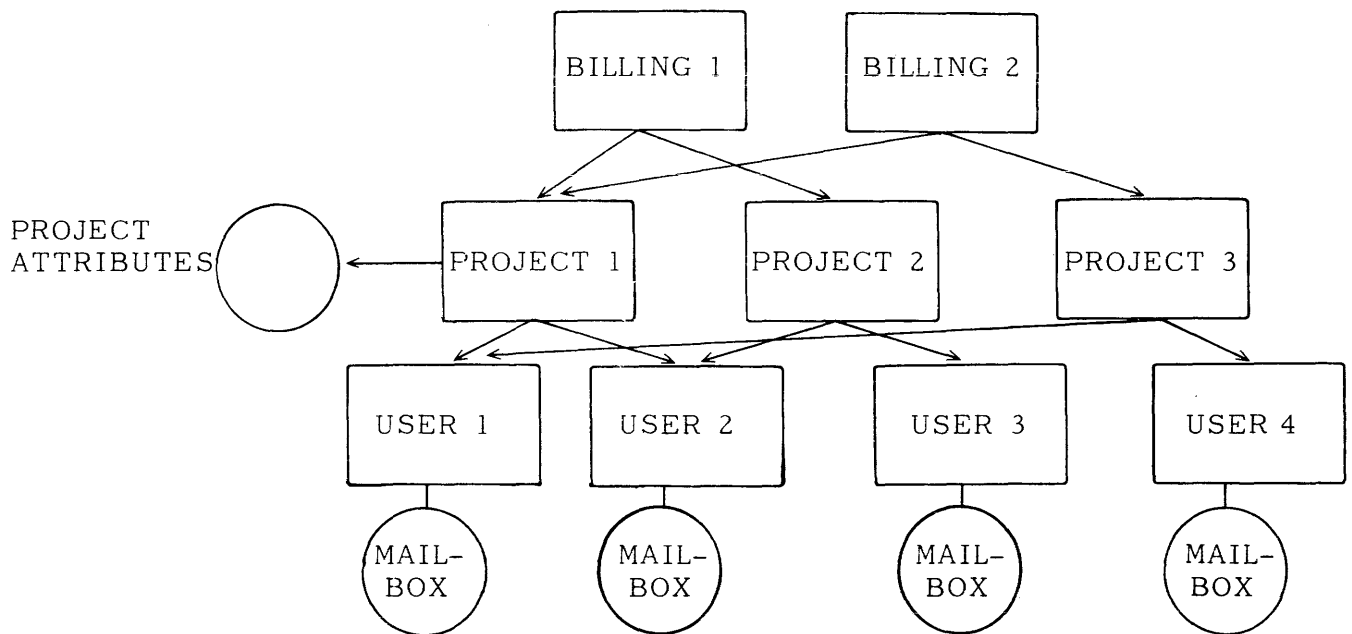 BILLING 1
BILLING 2
PROJECT
ATTRIBUTES
PROJECT 1
PROJECT 2
PROJECT 3
USER 1
USER 2
USER 3
USER 4
MAIL-
BOX
MAIL-
BOX
MAIL-
BOX
MAIL-
BOX